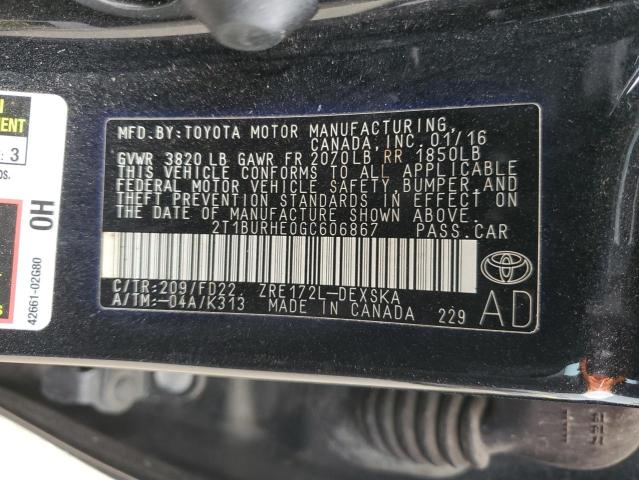 MFD. BY: TOYOTA MOTOR MANUFACTURING,
CANADA, INC. 01/16
GVWR 3820 LB GAWR FR 2070LB RR 1850LB
THIS VEHICLE CONFORMS TO ALL APPLICABLE
FEDERAL MOTOR VEHICLE SAFETY, BUMPER, AND
THEFT PREVENTION STANDARDS IN EFFECT ON
THE DATE OF MANUFACTURE SHOWN ABOVE.
2T1BURHE0GC606867 PASS. CAR
C/TR: 209/FD22 ZRE172L-DEXSKA
A/TM: -04A/K313 MADE IN CANADA 229
AD
: 3
OH
42661-02G80